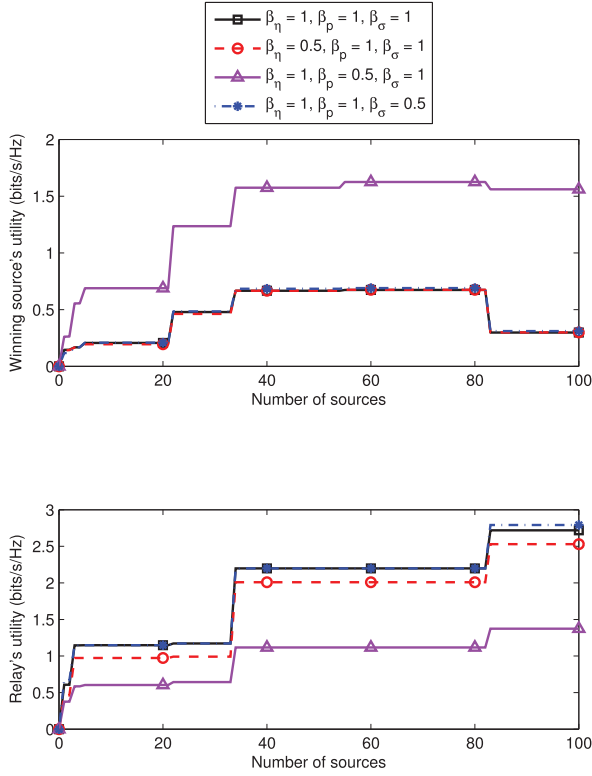 β_η = 1, β_p = 1, β_σ = 1
β_η = 0.5, β_p = 1, β_σ = 1
β_η = 1, β_p = 0.5, β_σ = 1
β_η = 1, β_p = 1, β_σ = 0.5
Winning source's utility (bits/s/Hz)
2
1.5
1
0.5
0
0 20 40 60 80 100
Number of sources
Relay's utility (bits/s/Hz)
3
2.5
2
1.5
1
0.5
0
0 20 40 60 80 100
Number of sources